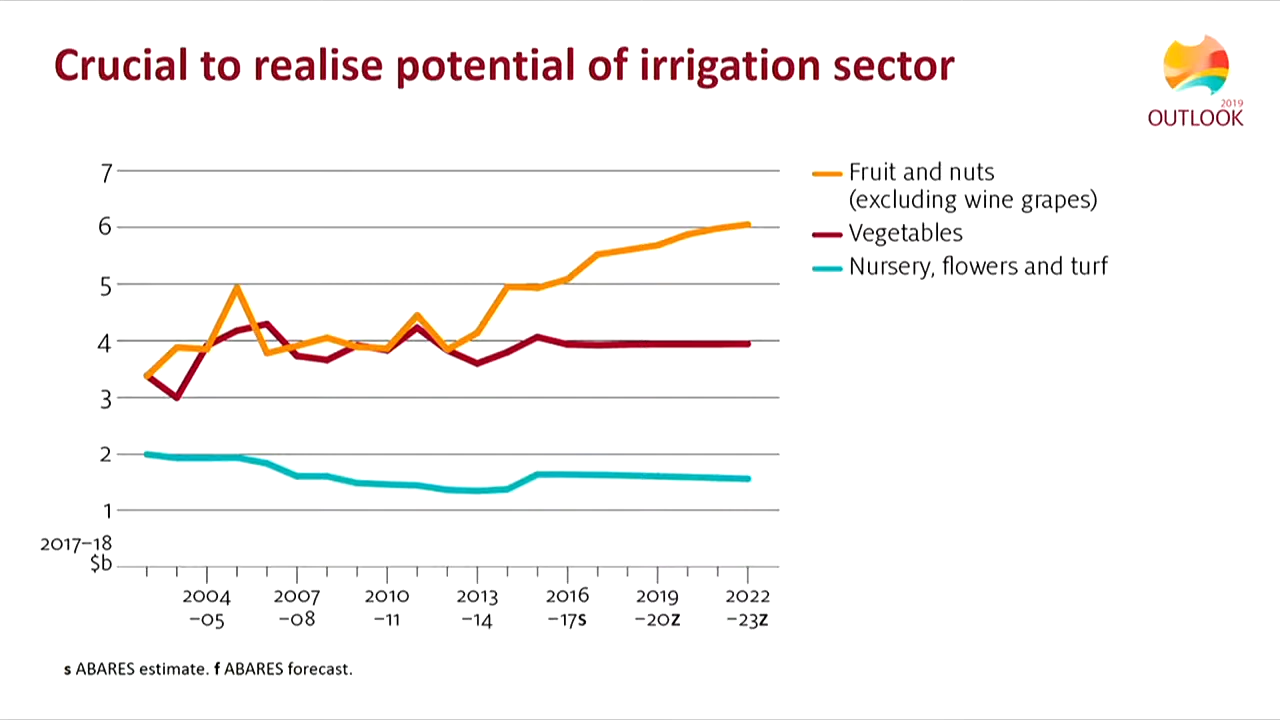 Crucial to realise potential of irrigation sector
2019
OUTLOOK
7
6
5
4
3
2
1
2017–18
$b
Fruit and nuts
(excluding wine grapes)
Vegetables
Nursery, flowers and turf
2004 2007 2010 2013 2016 2019 2022
–05 –08 –11 –14 –17s –20z –23z
s ABARES estimate. f ABARES forecast.